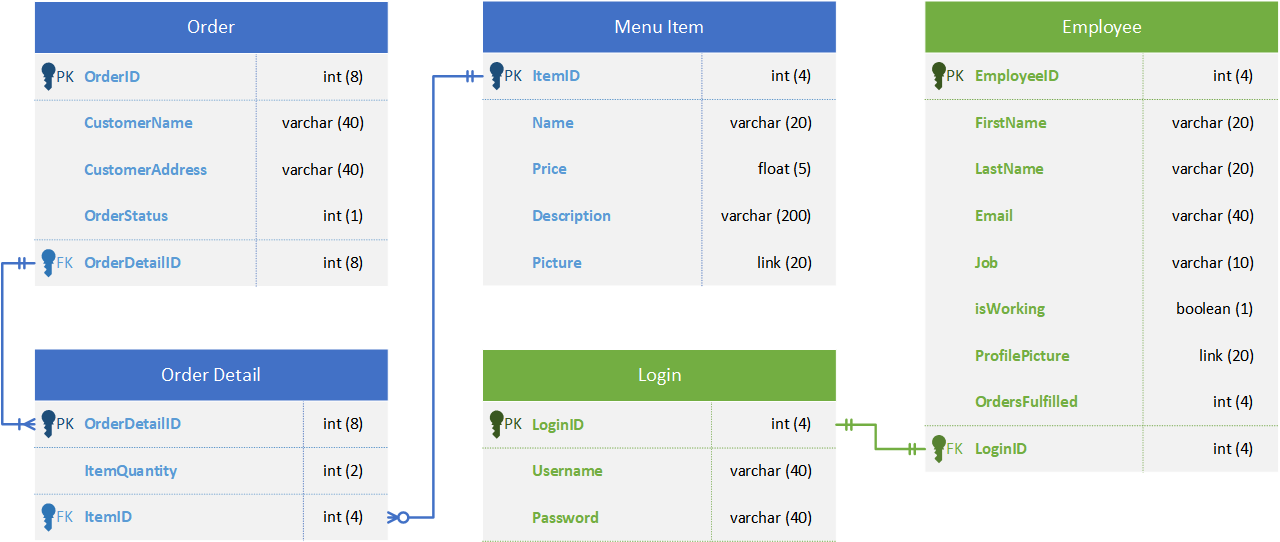 Order
PK OrderID int (8)
CustomerName varchar (40)
CustomerAddress varchar (40)
OrderStatus int (1)
FK OrderDetailID int (8)
Menu Item
PK ItemID int (4)
Name varchar (20)
Price float (5)
Description varchar (200)
Picture link (20)
Employee
PK EmployeeID int (4)
FirstName varchar (20)
LastName varchar (20)
Email varchar (40)
Job varchar (10)
isWorking boolean (1)
ProfilePicture link (20)
OrdersFulfilled int (4)
FK LoginID int (4)
Order Detail
PK OrderDetailID int (8)
ItemQuantity int (2)
FK ItemID int (4)
Login
PK LoginID int (4)
Username varchar (40)
Password varchar (40)